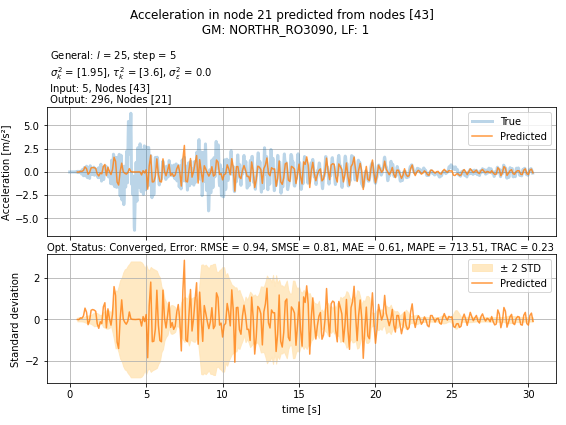 Acceleration in node 21 predicted from nodes [43]
GM: NORTHR_RO3090, LF: 1
General: l = 25, step = 5
σ²ₖ = [1.95], τ²ₖ = [3.6], σ²ₑ = 0.0
Input: 5, Nodes [43]
Output: 296, Nodes [21]
True
Predicted
Acceleration [m/s²]
5.0
2.5
0.0
−2.5
−5.0
Opt. Status: Converged, Error: RMSE = 0.94, SMSE = 0.81, MAE = 0.61, MAPE = 713.51, TRAC = 0.23
± 2 STD
Predicted
Standard deviation
2
0
−2
0 5 10 15 20 25 30
time [s]